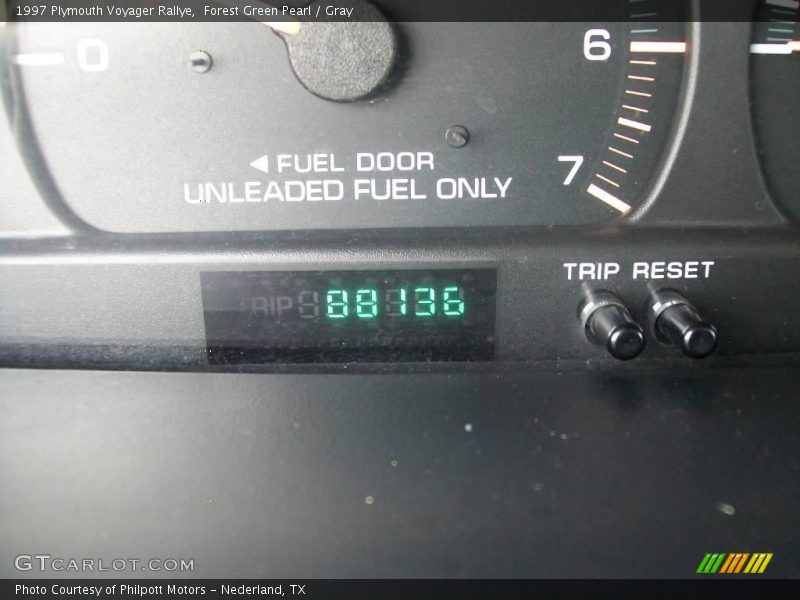 1997 Plymouth Voyager Rallye, Forest Green Pearl / Gray
0
6
7
◀ FUEL DOOR
UNLEADED FUEL ONLY
TRIP RESET
RIP 88136
GTCARLOT.COM
Photo Courtesy of Philpott Motors - Nederland, TX